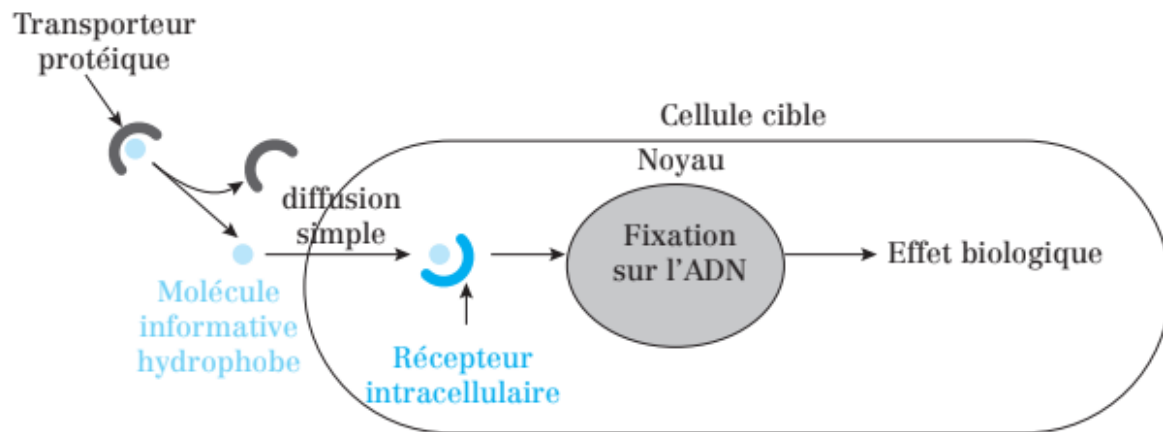 Transporteur
protéique
Cellule cible
Noyau
diffusion
simple
Fixation
sur l'ADN
Effet biologique
Molécule
informative
hydrophobe
Récepteur
intracellulaire